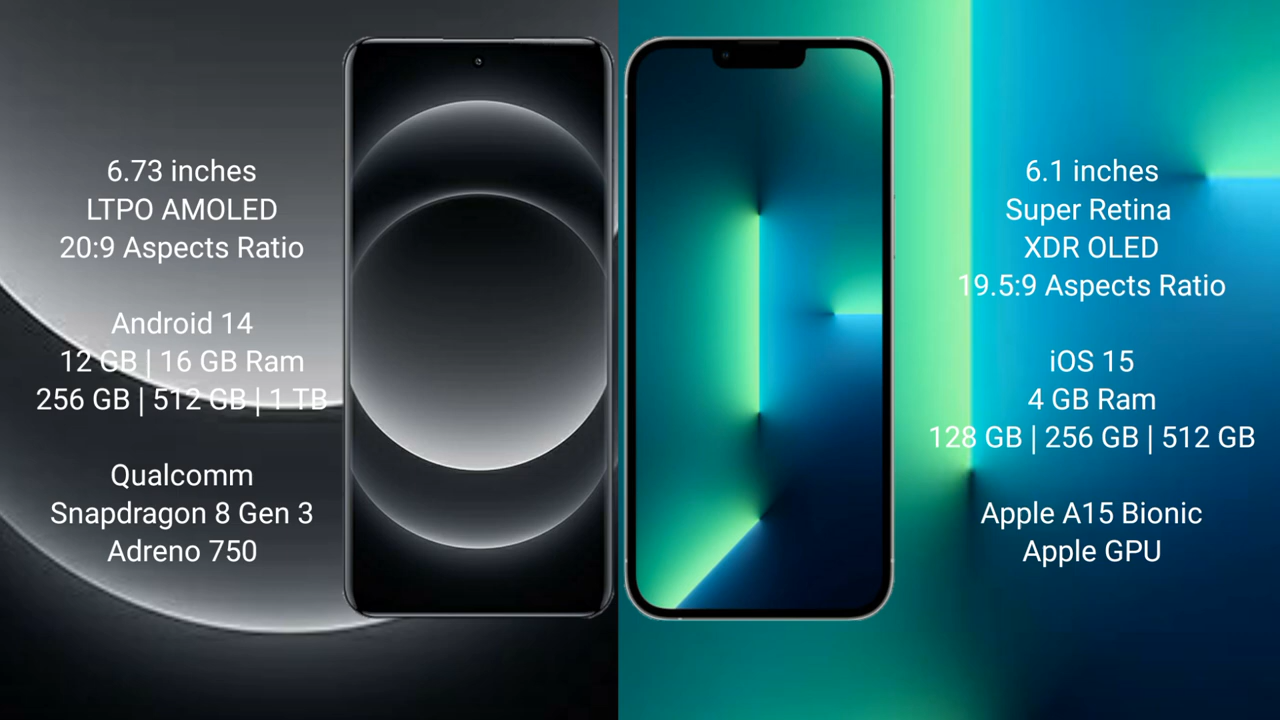 6.73 inches
LTPO AMOLED
20:9 Aspects Ratio
Android 14
12 GB | 16 GB Ram
256 GB | 512 GB | 1 TB
Qualcomm
Snapdragon 8 Gen 3
Adreno 750
6.1 inches
Super Retina
XDR OLED
19.5:9 Aspects Ratio
iOS 15
4 GB Ram
128 GB | 256 GB | 512 GB
Apple A15 Bionic
Apple GPU